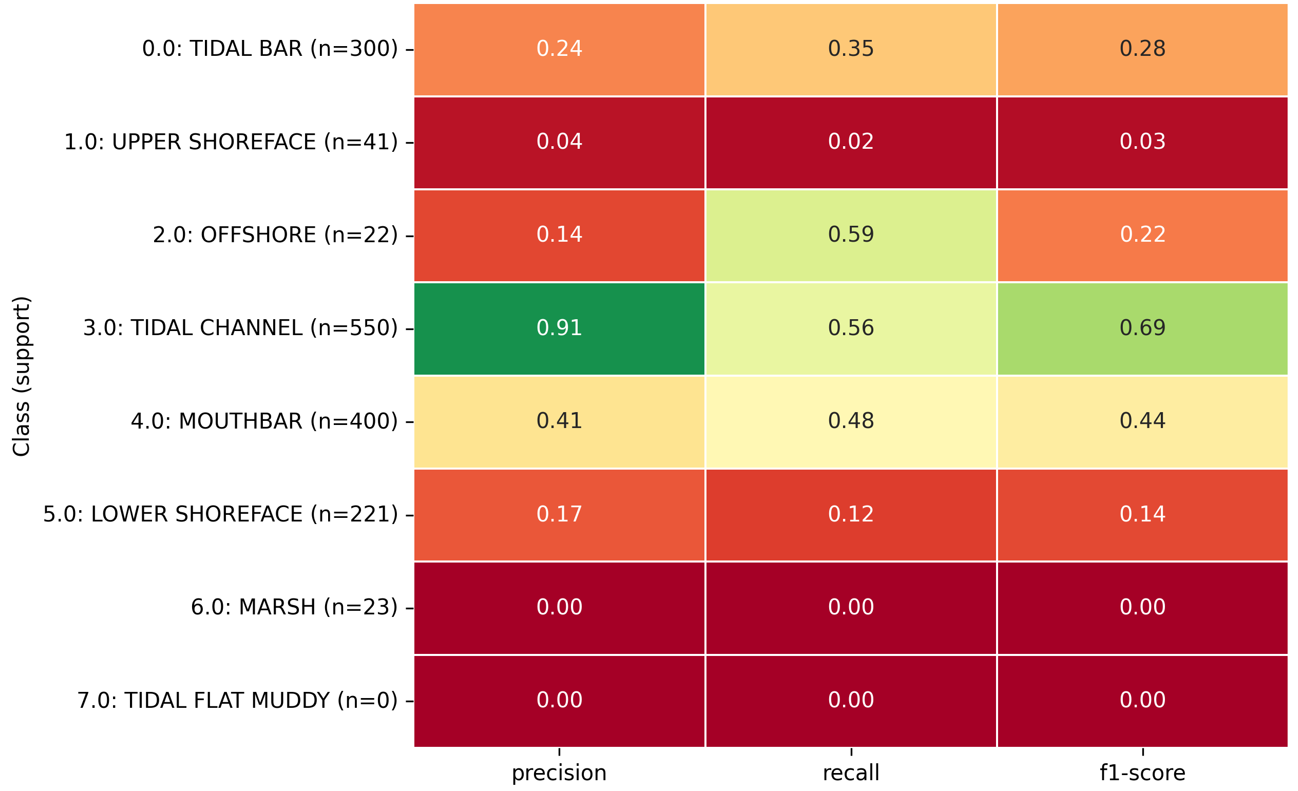 Class (support)
0.0: TIDAL BAR (n=300) 0.24 0.35 0.28
1.0: UPPER SHOREFACE (n=41) 0.04 0.02 0.03
2.0: OFFSHORE (n=22) 0.14 0.59 0.22
3.0: TIDAL CHANNEL (n=550) 0.91 0.56 0.69
4.0: MOUTHBAR (n=400) 0.41 0.48 0.44
5.0: LOWER SHOREFACE (n=221) 0.17 0.12 0.14
6.0: MARSH (n=23) 0.00 0.00 0.00
7.0: TIDAL FLAT MUDDY (n=0) 0.00 0.00 0.00
precision recall f1-score